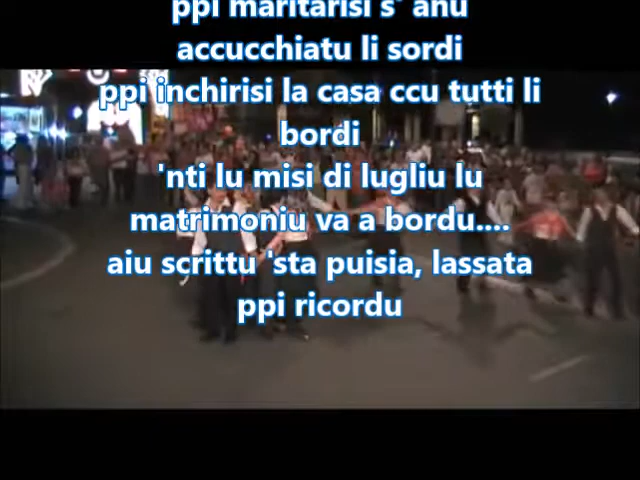 ppi maritarisi s' anu
accucchiatu li sordi
ppi inchirisi la casa ccu tutti li
bordi
'nti lu misi di lugliu lu
matrimoniu va a bordu....
aiu scrittu 'sta puisia, lassata
ppi ricordu